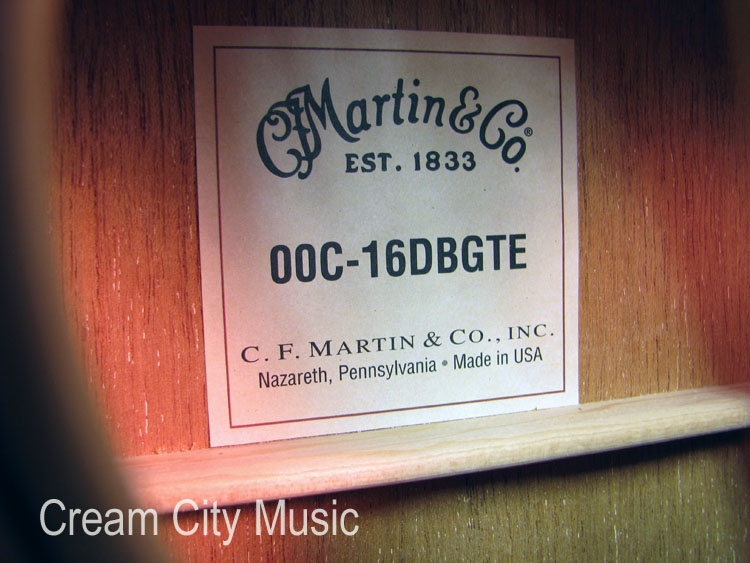 CFMartin & Co.®
EST. 1833
00C-16DBGTE
C. F. MARTIN & CO., INC.
Nazareth, Pennsylvania • Made in USA
Cream City Music